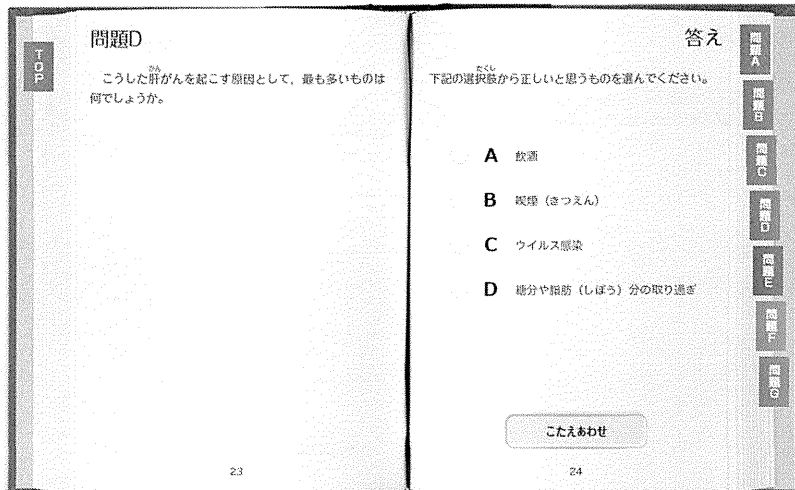 TOP
問題D
こうした肝がんを起こす原因として，最も多いものは
何でしょうか。
23
答え
下記の選択肢から正しいと思うものを選んでください。
A 飲酒
B 喫煙（きつえん）
C ウイルス感染
D 糖分や脂肪（しぼう）分の取り過ぎ
こたえあわせ
24
問題A
問題B
問題C
問題D
問題E
問題F
問題G